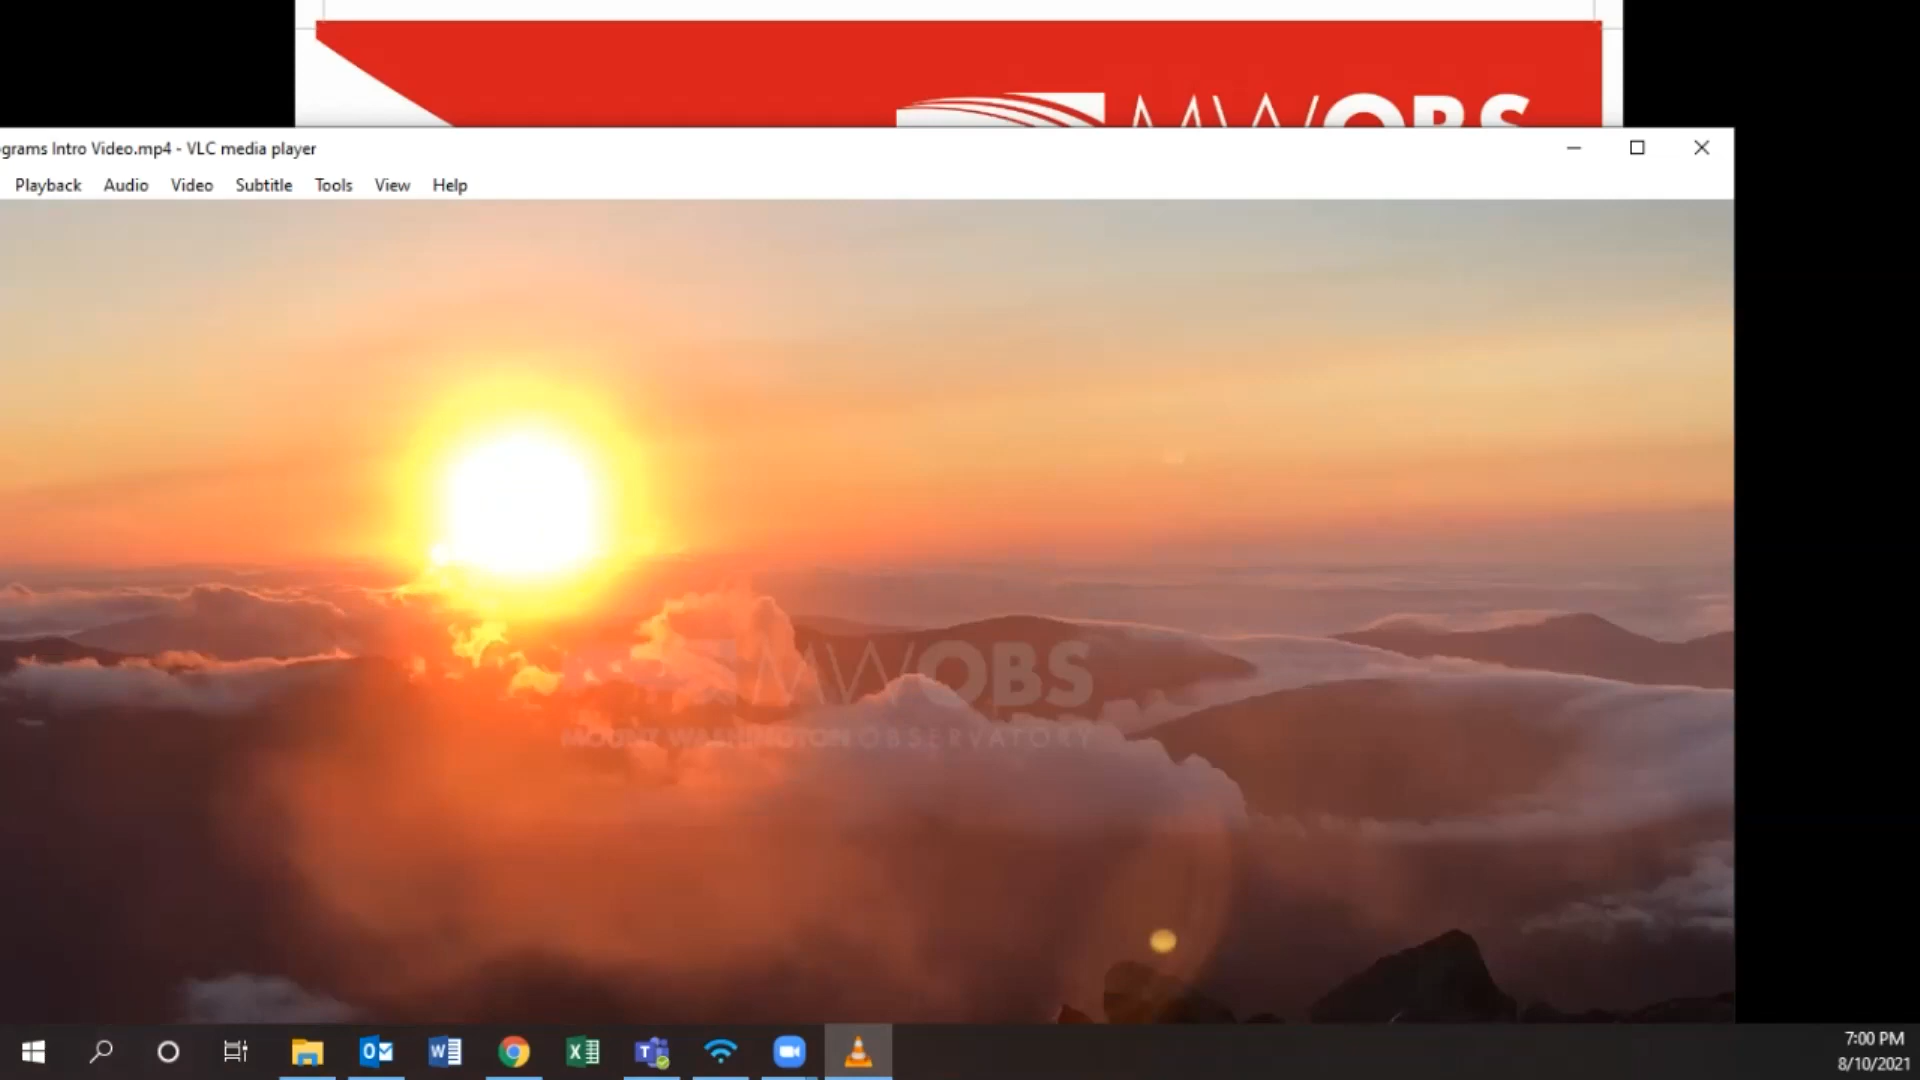 MWOBS
grams Intro Video.mp4 - VLC media player
Playback Audio Video Subtitle Tools View Help
MWOBS
MOUNT WASHINGTON OBSERVATORY
7:00 PM
8/10/2021